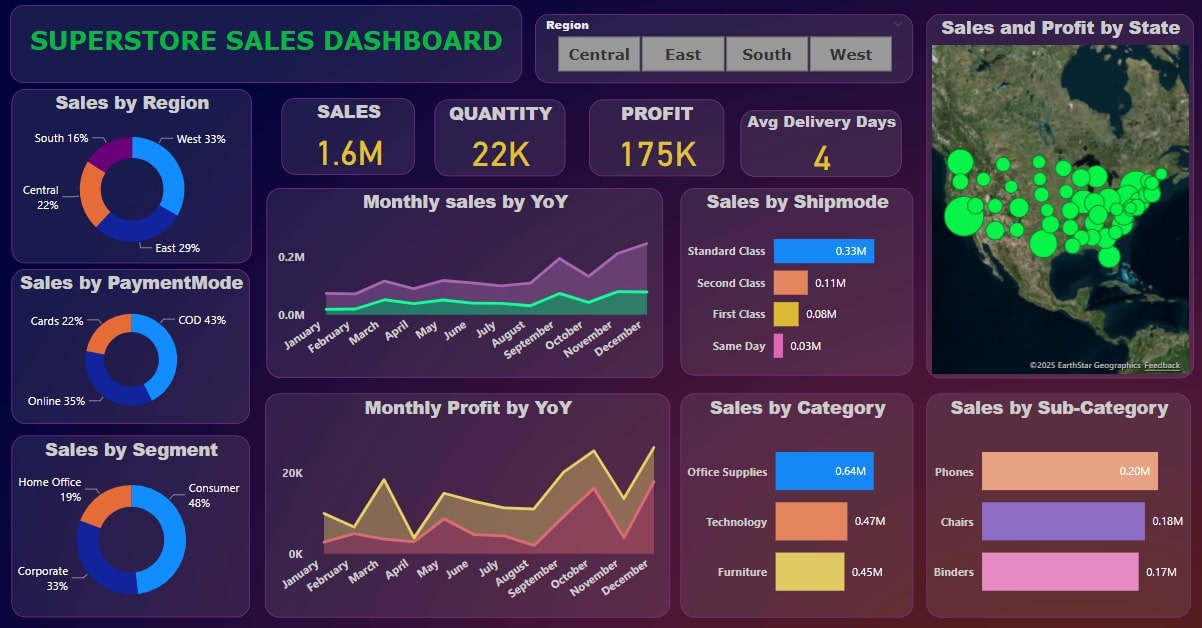 SUPERSTORE SALES DASHBOARD
Region
Central
East
South
West
Sales and Profit by State
©2025 EarthStar Geographics Feedback
Sales by Region
South 16%
West 33%
Central
22%
East 29%
SALES
1.6M
QUANTITY
22K
PROFIT
175K
Avg Delivery Days
4
Monthly sales by YoY
0.2M
0.0M
January
February
March
April
May
June
July
August
September
October
November
December
Sales by Shipmode
Standard Class
0.33M
Second Class
0.11M
First Class
0.08M
Same Day
0.03M
Sales by PaymentMode
Cards 22%
COD 43%
Online 35%
Sales by Segment
Home Office
19%
Consumer
48%
Corporate
33%
Monthly Profit by YoY
20K
0K
January
February
March
April
May
June
July
August
September
October
November
December
Sales by Category
Office Supplies
0.64M
Technology
0.47M
Furniture
0.45M
Sales by Sub-Category
Phones
0.20M
Chairs
0.18M
Binders
0.17M